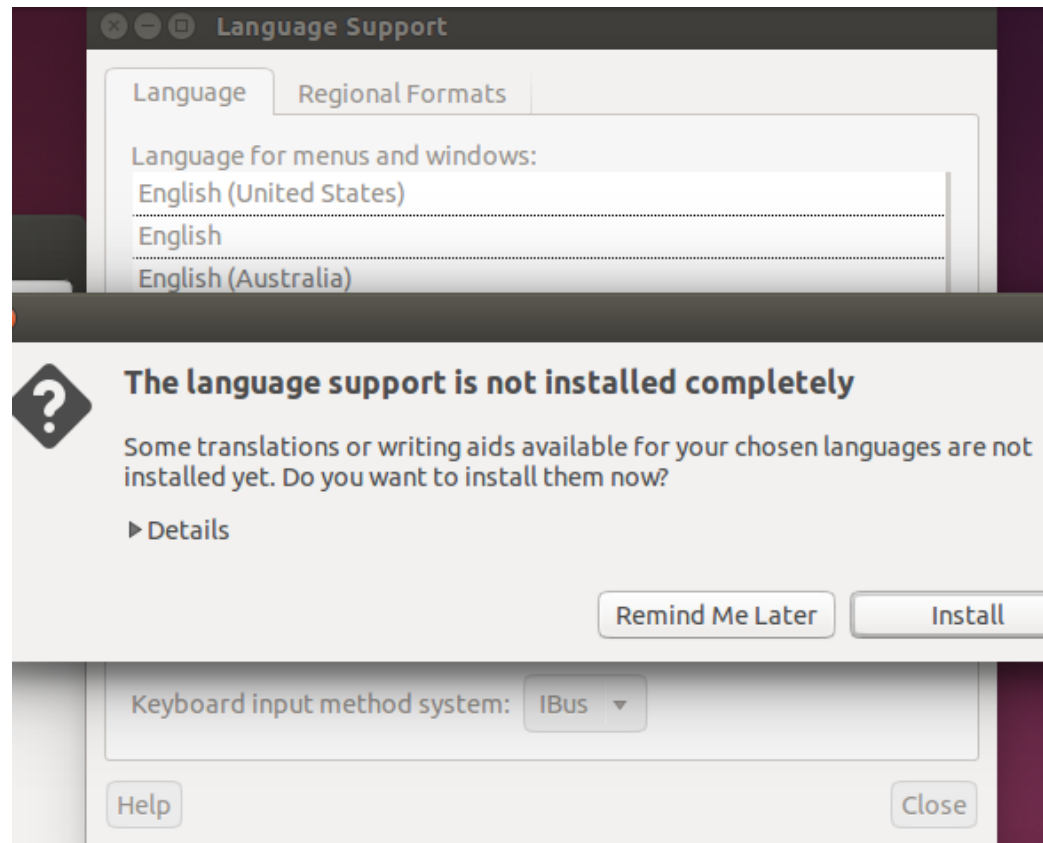 Language Support
Language Regional Formats
Language for menus and windows:
English (United States)
English
English (Australia)
The language support is not installed completely
Some translations or writing aids available for your chosen languages are not
installed yet. Do you want to install them now?
Details
Remind Me Later Install
Keyboard input method system: IBus
Help Close